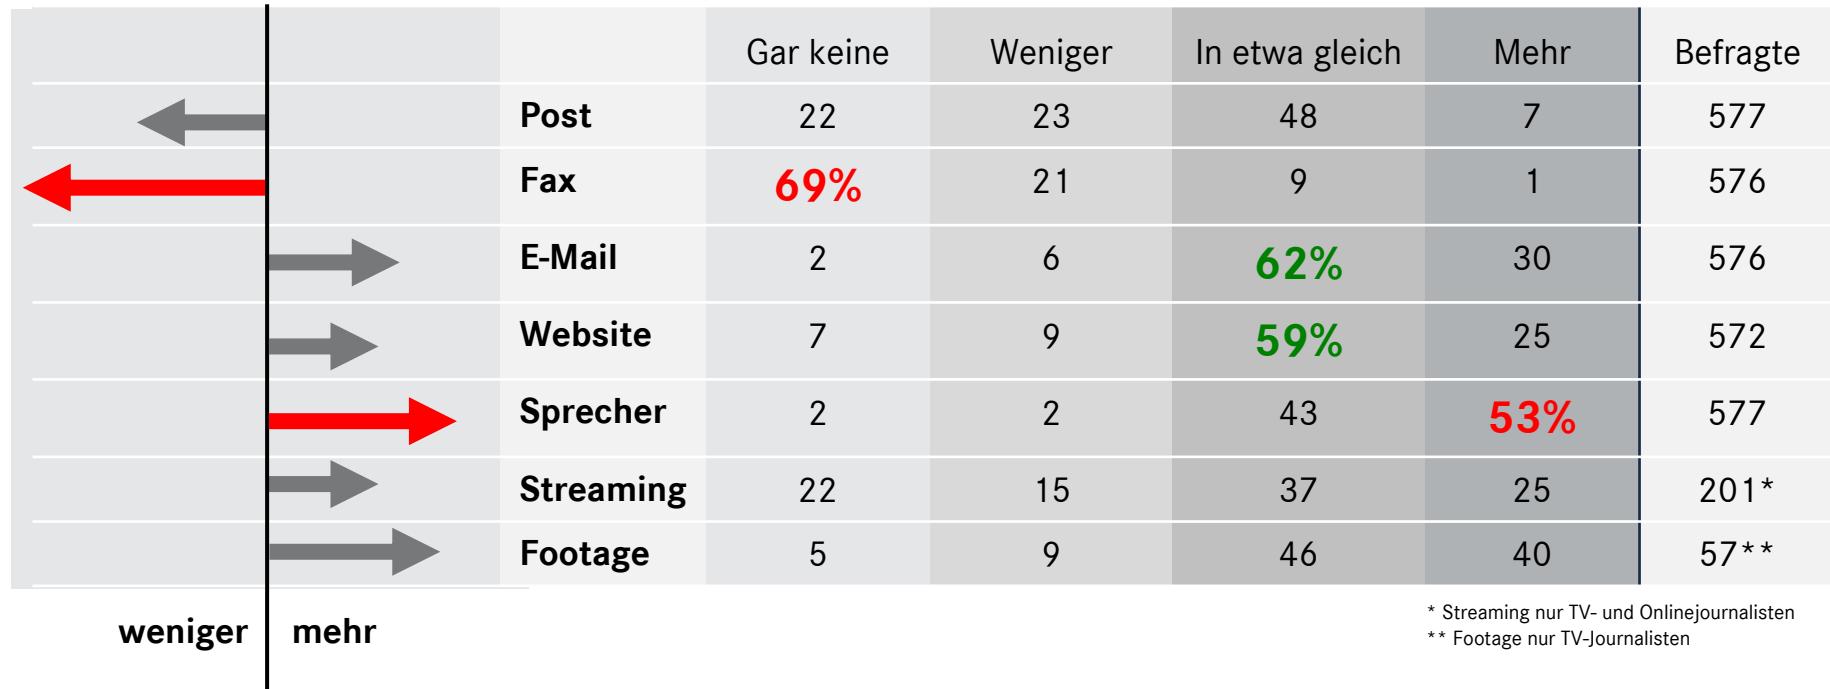 Gar keine Weniger In etwa gleich Mehr Befragte
Post 22 23 48 7 577
Fax 69% 21 9 1 576
E-Mail 2 6 62% 30 576
Website 7 9 59% 25 572
Sprecher 2 2 43 53% 577
Streaming 22 15 37 25 201*
Footage 5 9 46 40 57**
weniger mehr
* Streaming nur TV- und Onlinejournalisten
** Footage nur TV-Journalisten